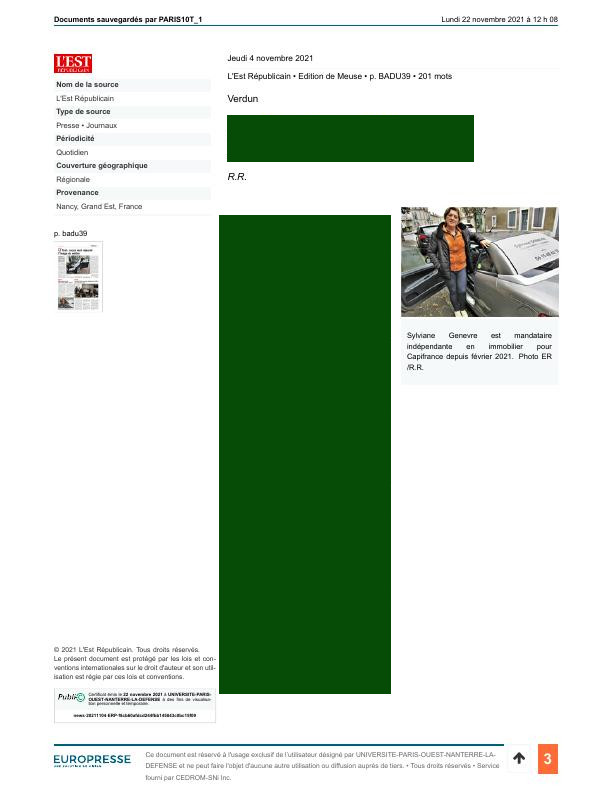 Documents sauvegardés par PARIS10T_1
Lundi 22 novembre 2021 à 12 h 08
L'EST
RÉPUBLICAIN
Nom de la source
L'Est Républicain
Type de source
Presse • Journaux
Périodicité
Quotidien
Couverture géographique
Régionale
Provenance
Nancy, Grand Est, France
p. badu39
Jeudi 4 novembre 2021
L'Est Républicain • Edition de Meuse • p. BADU39 • 201 mots
Verdun
R.R.
Sylviane Genevre est mandataire
indépendante en immobilier pour
Capifrance depuis février 2021. Photo ER
/R.R.
© 2021 L'Est Républicain. Tous droits réservés.
Le présent document est protégé par les lois et con-
ventions internationales sur le droit d'auteur et son util-
isation est régie par ces lois et conventions.
Public ©
Certificat émis le 22 novembre 2021 à UNIVERSITE-PARIS-
OUEST-NANTERRE-LA-DEFENSE à des fins de visualisa-
tion personnelle et temporaire.
EUROPRESSE
Ce document est réservé à l'usage exclusif de l'utilisateur désigné par UNIVERSITE-PARIS-OUEST-NANTERRE-LA-
DEFENSE et ne peut faire l'objet d'aucune autre utilisation ou diffusion auprès de tiers. • Tous droits réservés • Service
fourni par CEDROM-SNi Inc.
3